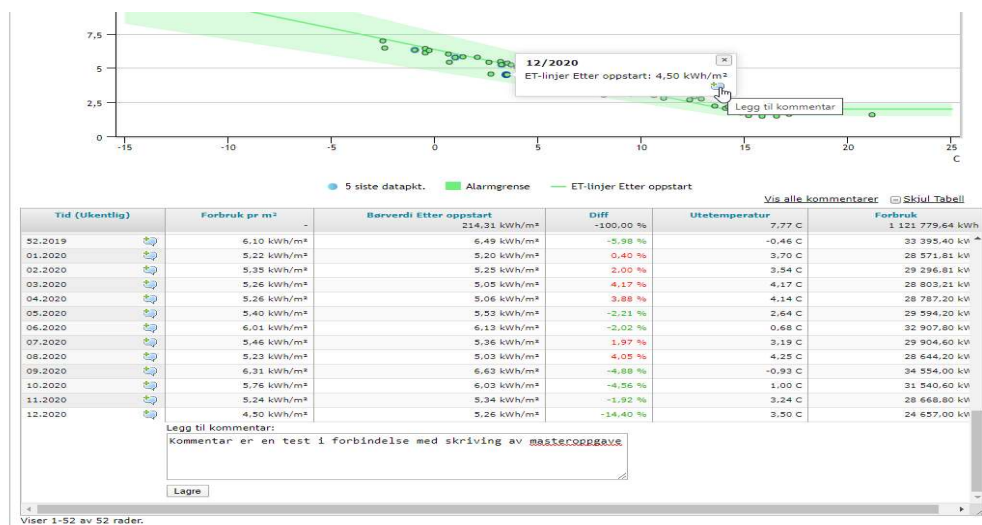 7,5
5
2,5
0
-15 -10 -5 0 5 10 15 20 25
C
12/2020
ET-linjer Etter oppstart: 4,50 kWh/m²
Legg til kommentar
5 siste datapkt. Alarmgrense ET-linjer Etter oppstart
Vis alle kommentarer Skjul Tabell
Tid (Ukentlig) Forbruk pr m² Børverdi Etter oppstart Diff Utetemperatur Forbruk
- 214,31 kWh/m² -100,00 % 7,77 C 1 121 779,64 kWh
52.2019 6,10 kWh/m² 6,49 kWh/m² -5,98 % -0,46 C 33 395,40 kW
01.2020 5,22 kWh/m² 5,20 kWh/m² 0,40 % 3,70 C 28 571,81 kW
02.2020 5,35 kWh/m² 5,25 kWh/m² 2,00 % 3,54 C 29 296,81 kW
03.2020 5,26 kWh/m² 5,05 kWh/m² 4,17 % 4,17 C 28 803,21 kW
04.2020 5,26 kWh/m² 5,06 kWh/m² 3,88 % 4,14 C 28 787,20 kW
05.2020 5,40 kWh/m² 5,53 kWh/m² -2,21 % 2,64 C 29 594,20 kW
06.2020 6,01 kWh/m² 6,13 kWh/m² -2,02 % 0,68 C 32 907,80 kW
07.2020 5,46 kWh/m² 5,36 kWh/m² 1,97 % 3,19 C 29 904,60 kW
08.2020 5,23 kWh/m² 5,03 kWh/m² 4,05 % 4,25 C 28 644,20 kW
09.2020 6,31 kWh/m² 6,63 kWh/m² -4,88 % -0,93 C 34 554,00 kW
10.2020 5,76 kWh/m² 6,03 kWh/m² -4,56 % 1,00 C 31 540,60 kW
11.2020 5,24 kWh/m² 5,34 kWh/m² -1,92 % 3,24 C 28 668,80 kW
12.2020 4,50 kWh/m² 5,26 kWh/m² -14,40 % 3,50 C 24 657,00 kW
Legg til kommentar:
Kommentar er en test i forbindelse med skriving av masteroppgave
Lagre
Viser 1-52 av 52 rader.